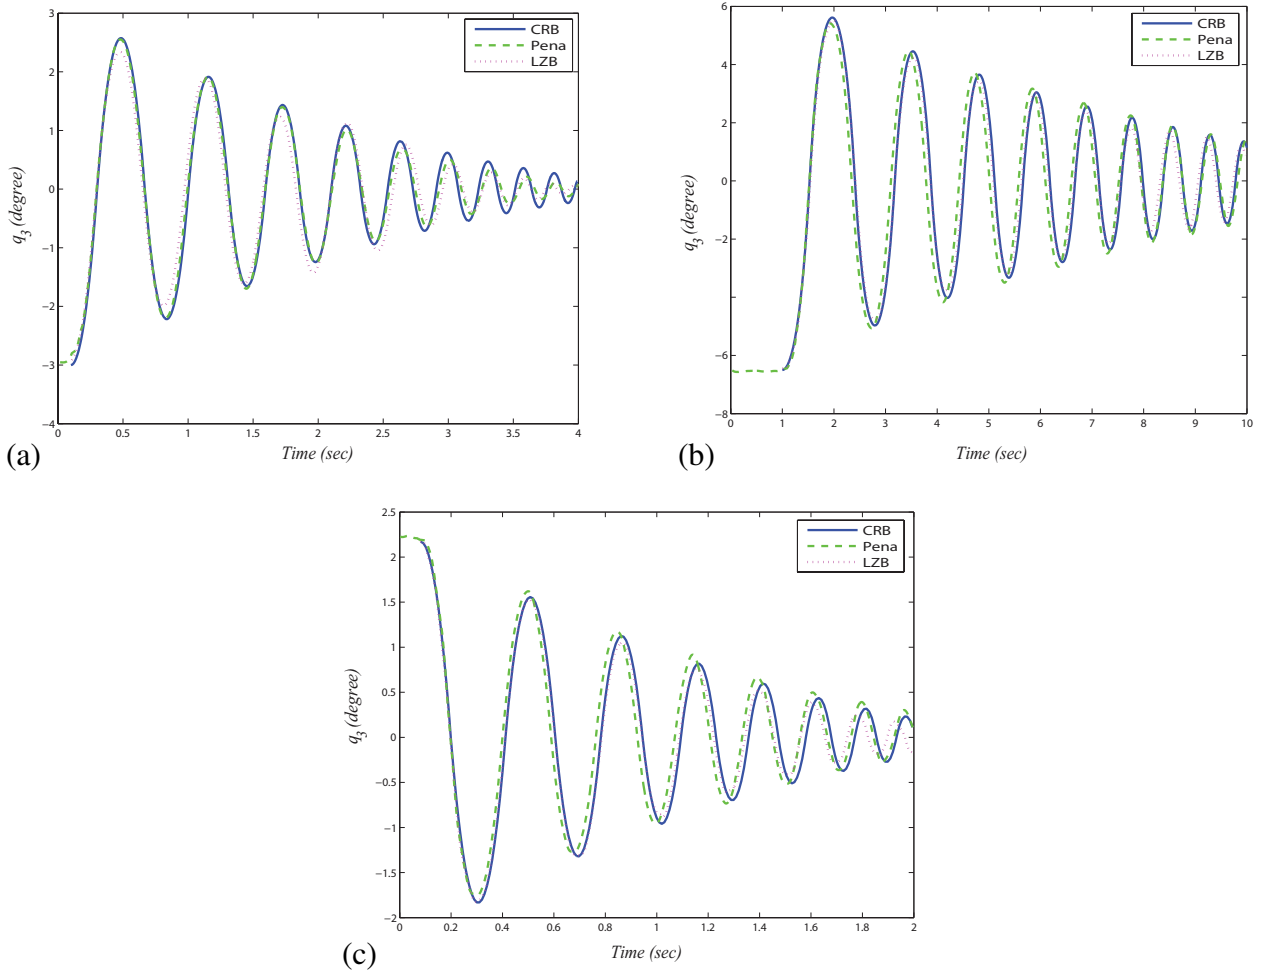 3
2
1
0
−1
−2
−3
−4
0 0.5 1 1.5 2 2.5 3 3.5 4
q3 (degree)
Time (sec)
CRB
Pena
LZB
(a)
6
4
2
0
−2
−6
−8
0 1 2 3 4 5 6 7 8 9 10
q3 (degree)
Time (sec)
CRB
Pena
LZB
(b)
2.5
2
1.5
1
0.5
0
−0.5
−1
−1.5
−2
0 0.2 0.4 0.6 0.8 1 1.2 1.4 1.6 1.8 2
q3 (degree)
Time (sec)
CRB
Pena
LZB
(c)